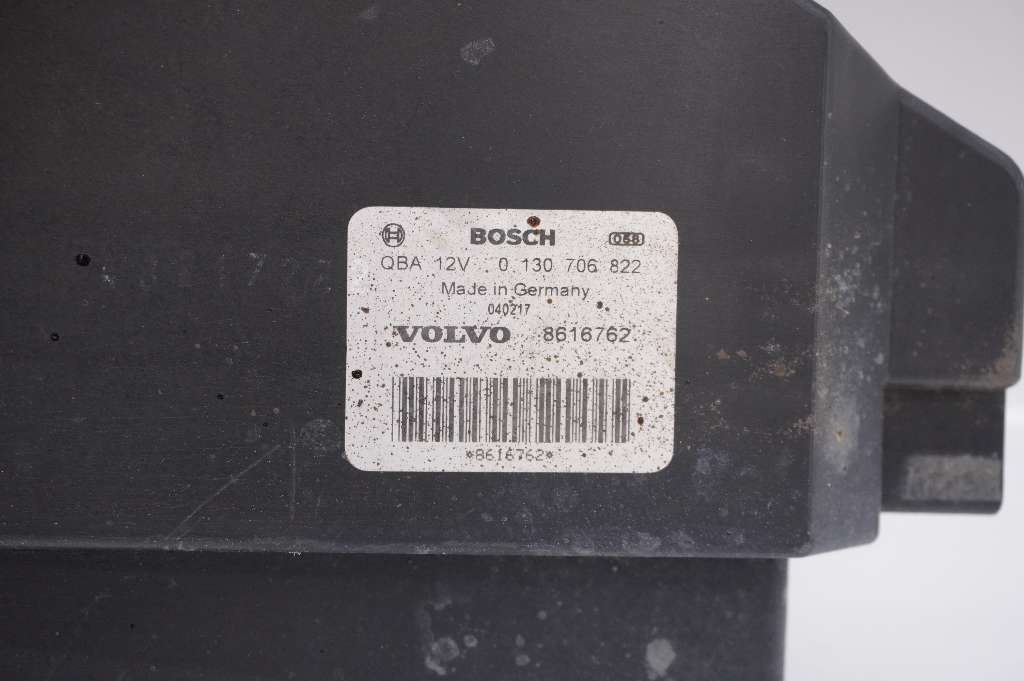 BOSCH 058
QBA 12V 0 130 706 822
Made in Germany
040217
VOLVO 8616762
*8616762*